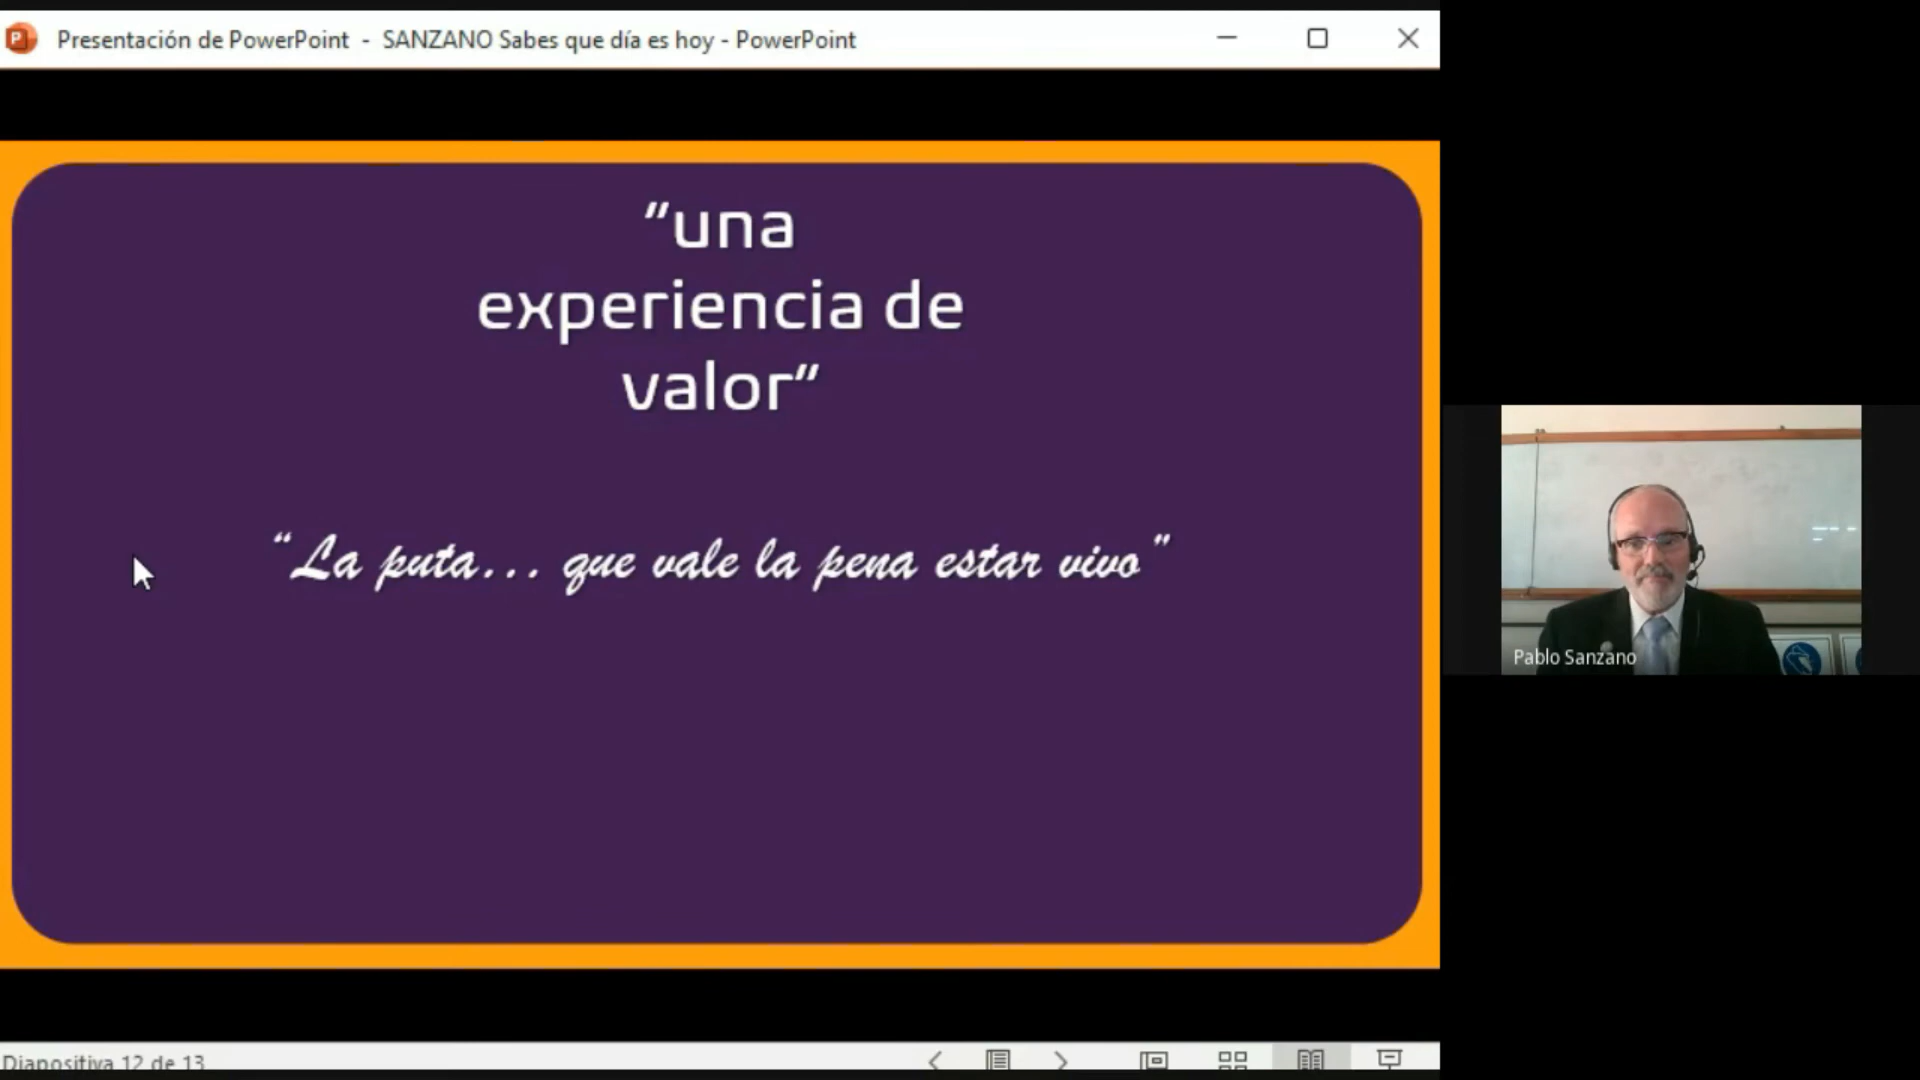 Presentación de PowerPoint - SANZANO Sabes que día es hoy - PowerPoint
"una
experiencia de
valor"
"La puta... que vale la pena estar vivo"
Pablo Sanzano
Diapositiva 12 de 13